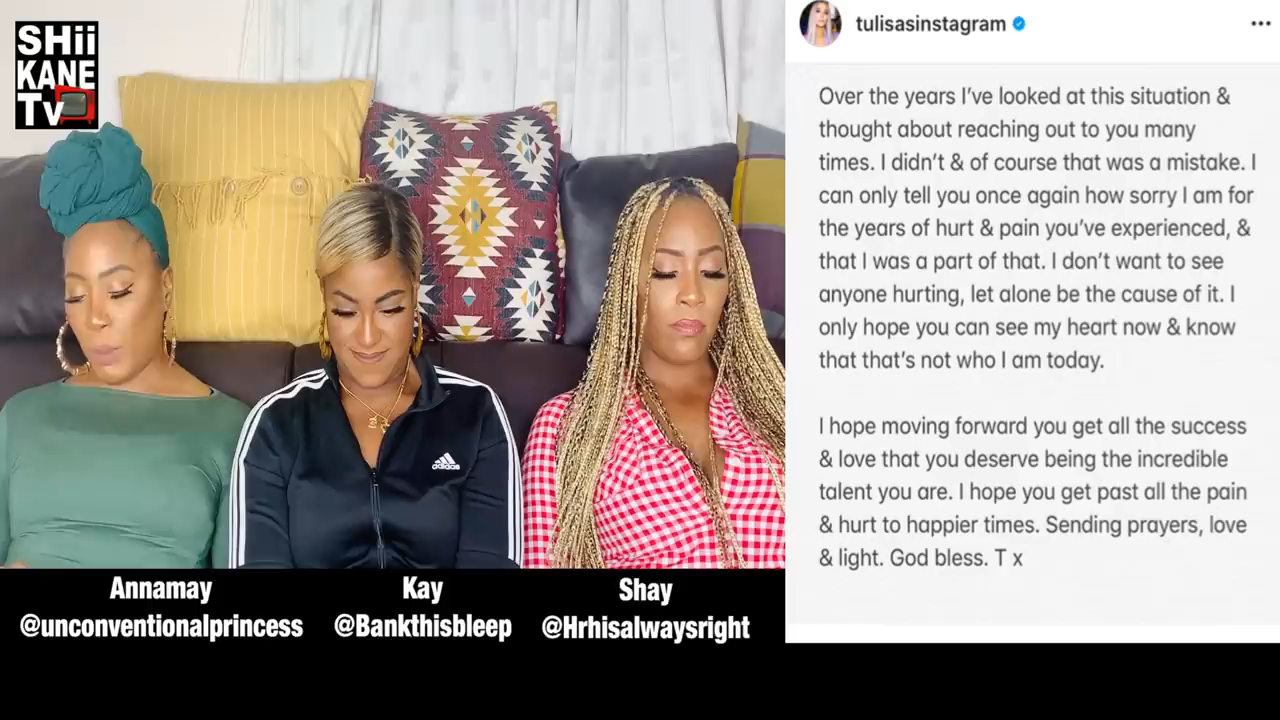 SHii
KANE
Tv
tulisasinstagram
Over the years I've looked at this situation &
thought about reaching out to you many
times. I didn't & of course that was a mistake. I
can only tell you once again how sorry I am for
the years of hurt & pain you've experienced, &
that I was a part of that. I don't want to see
anyone hurting, let alone be the cause of it. I
only hope you can see my heart now & know
that that's not who I am today.
I hope moving forward you get all the success
& love that you deserve being the incredible
talent you are. I hope you get past all the pain
& hurt to happier times. Sending prayers, love
& light. God bless. T x
adidas
Annamay
@unconventionalprincess
Kay
@Bankthisbleep
Shay
@Hrhisalwaysright